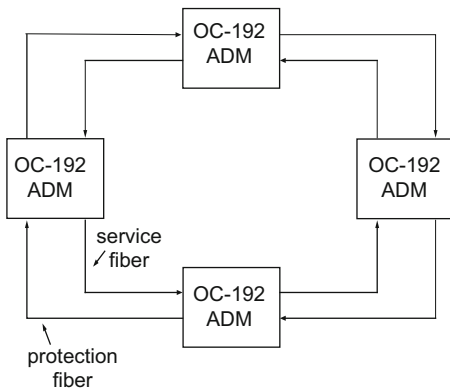 OC-192
ADM
OC-192
ADM
OC-192
ADM
service
fiber
OC-192
ADM
protection
fiber